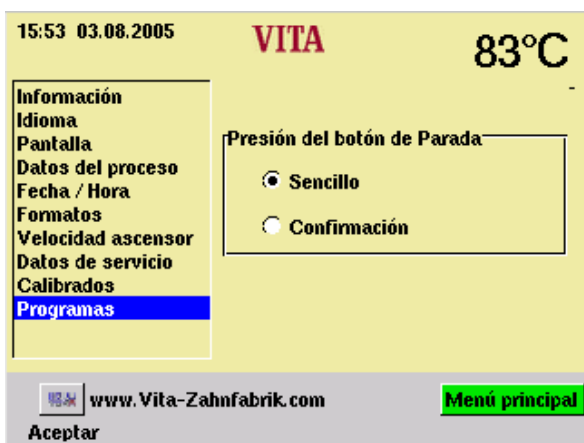 15:53 03.08.2005
VITA
83°C
-
Información
Idioma
Pantalla
Datos del proceso
Fecha / Hora
Formatos
Velocidad ascensor
Datos de servicio
Calibrados
Programas
Presión del botón de Parada
Sencillo
Confirmación
www.Vita-Zahnfabrik.com
Menú principal
Aceptar